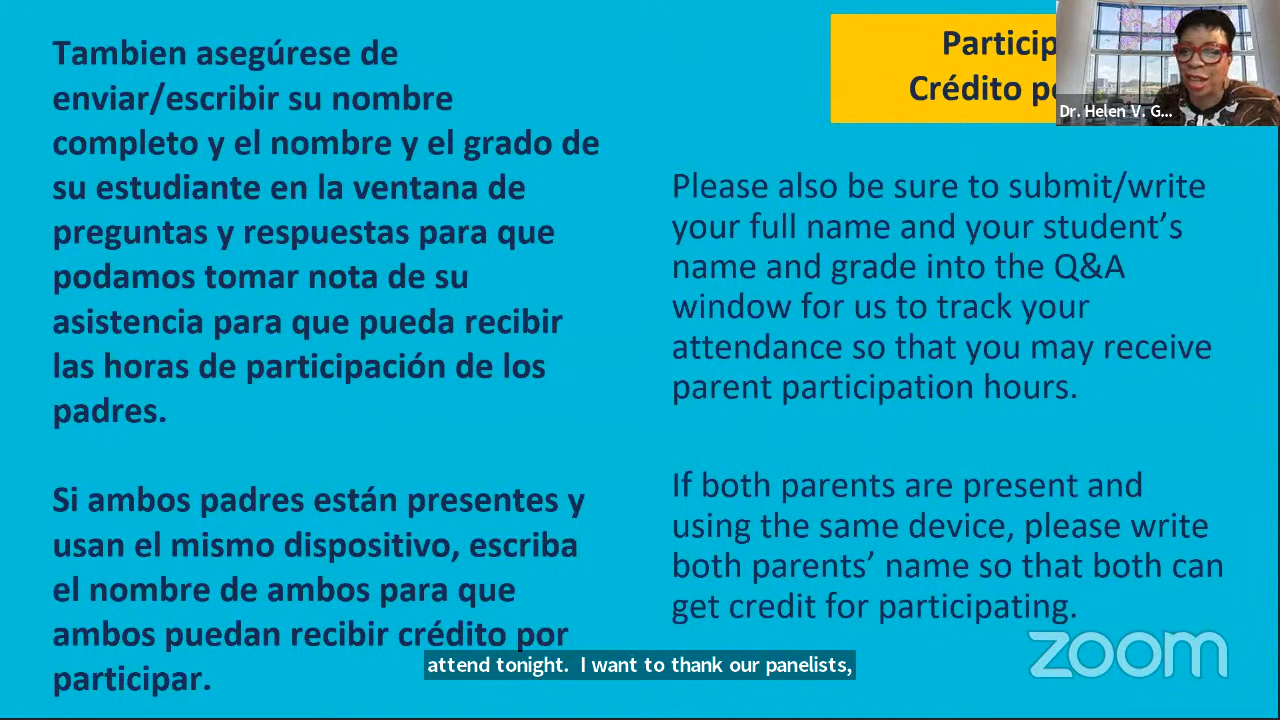 Tambien asegúrese de
enviar/escribir su nombre
completo y el nombre y el grado de
su estudiante en la ventana de
preguntas y respuestas para que
podamos tomar nota de su
asistencia para que pueda recibir
las horas de participación de los
padres.
Si ambos padres están presentes y
usan el mismo dispositivo, escriba
el nombre de ambos para que
ambos puedan recibir crédito por
participar.
Crédito
Dr. Helen V. G...
Please also be sure to submit/write
your full name and your student’s
name and grade into the Q&A
window for us to track your
attendance so that you may receive
parent participation hours.
If both parents are present and
using the same device, please write
both parents’ name so that both can
get credit for participating.
attend tonight. I want to thank our panelists,
zoom